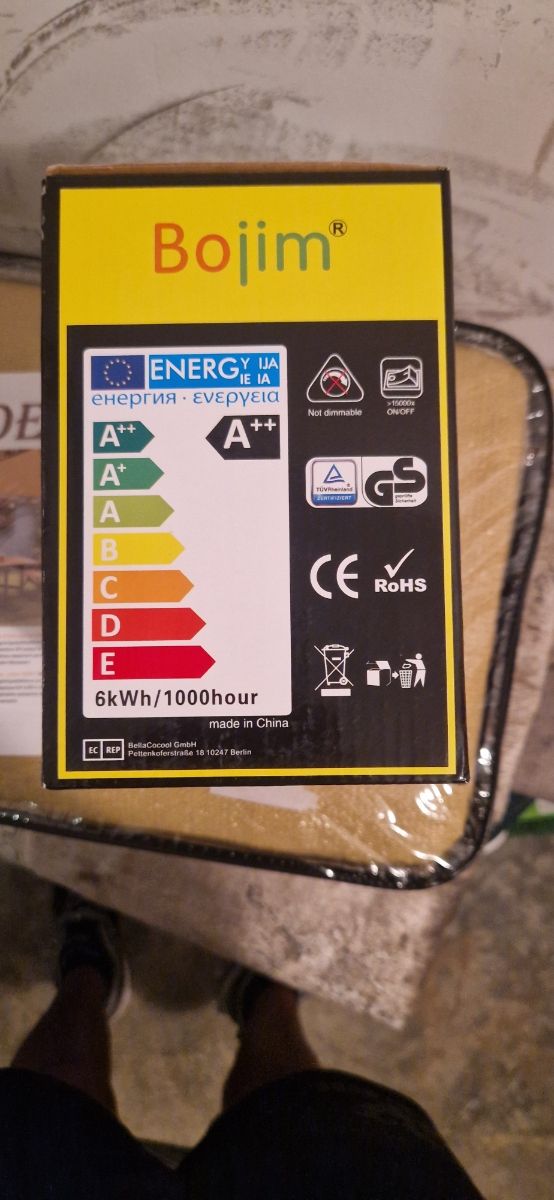 Bojim®
ENERG Y IJA
IE IA
енергия · ενεργεια
A++
A++
A+
A
B
C
D
E
6kWh/1000hour
made in China
EC REP
BellaCocool GmbH
Pettenkoferstraße 18 10247 Berlin
Not dimmable
>15000x
ON/OFF
TÜVRheinland
ZERTIFIZIERT
GS
geprüfte
Sicherheit
CE
RoHS